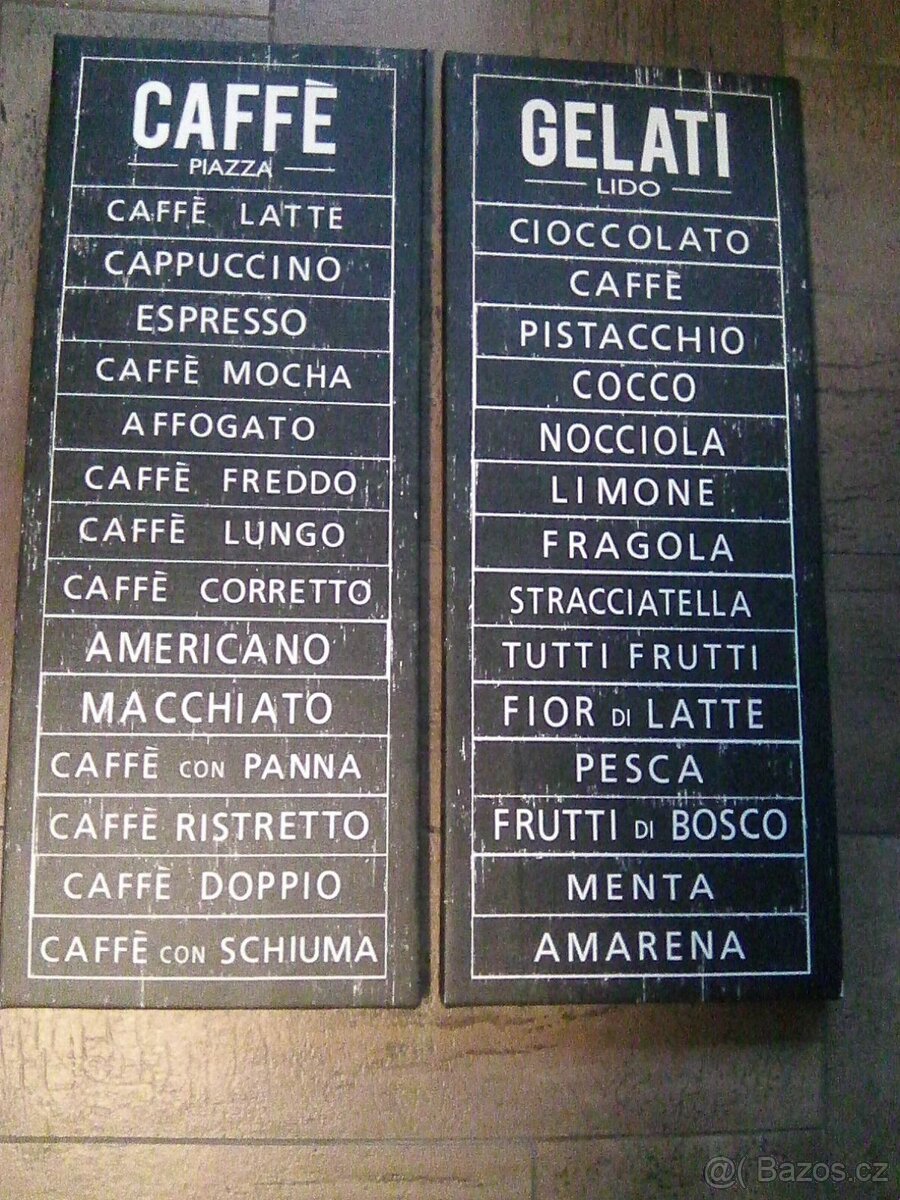 CAFFÈ
PIAZZA
CAFFÈ LATTE
CAPPUCCINO
ESPRESSO
CAFFÈ MOCHA
AFFOGATO
CAFFÈ FREDDO
CAFFÈ LUNGO
CAFFÈ CORRETTO
AMERICANO
MACCHIATO
CAFFÈ CON PANNA
CAFFÈ RISTRETTO
CAFFÈ DOPPIO
CAFFÈ CON SCHIUMA
GELATI
LIDO
CIOCCOLATO
CAFFÈ
PISTACCHIO
COCCO
NOCCIOLA
LIMONE
FRAGOLA
STRACCIATELLA
TUTTI FRUTTI
FIOR DI LATTE
PESCA
FRUTTI DI BOSCO
MENTA
AMARENA
@( Bazos.cz